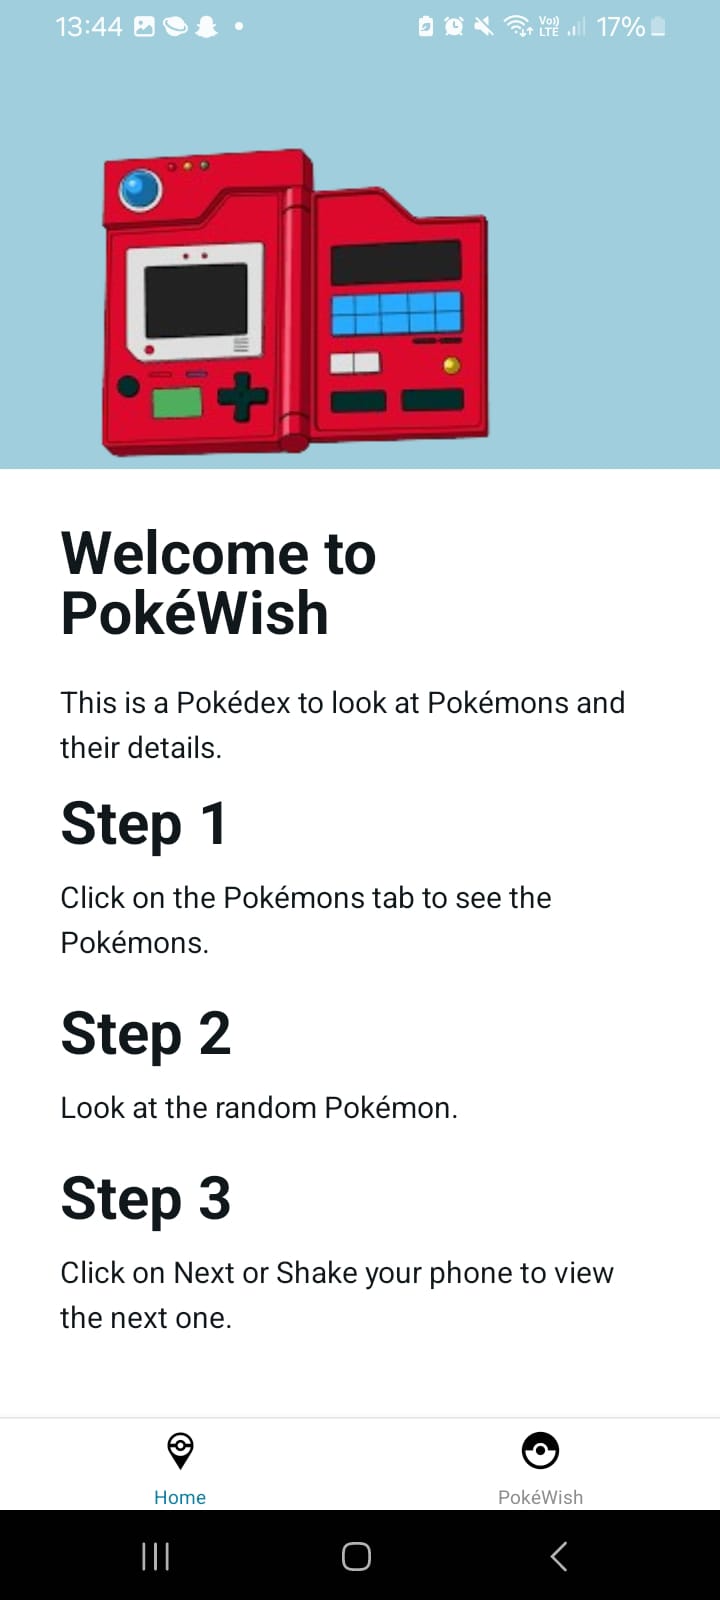 13:44
Vo))
LTE
17%
Welcome to
PokéWish
This is a Pokédex to look at Pokémons and
their details.
Step 1
Click on the Pokémons tab to see the
Pokémons.
Step 2
Look at the random Pokémon.
Step 3
Click on Next or Shake your phone to view
the next one.
Home
PokéWish